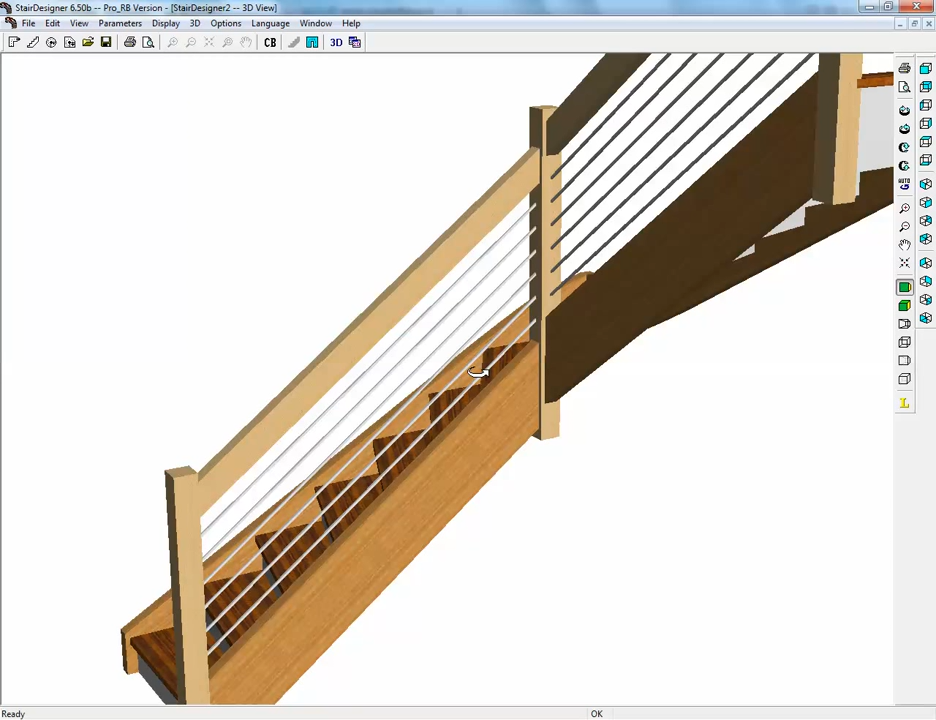 StairDesigner 6.50b -- Pro_RB Version - [StairDesigner2 -- 3D View]
File Edit View Parameters Display 3D Options Language Window Help
CB 3D
AUTO
L
Ready OK